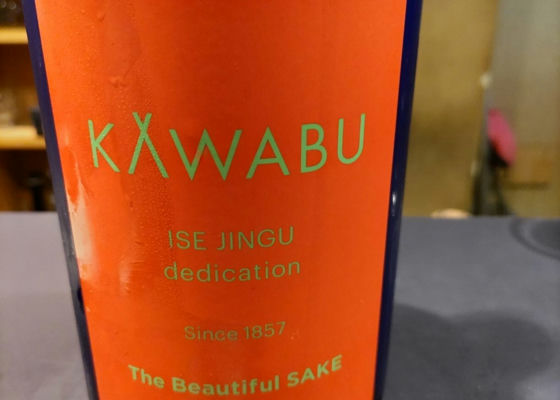 KAWABU
ISE JINGU
dedication
Since 1857
The Beautiful SAKE